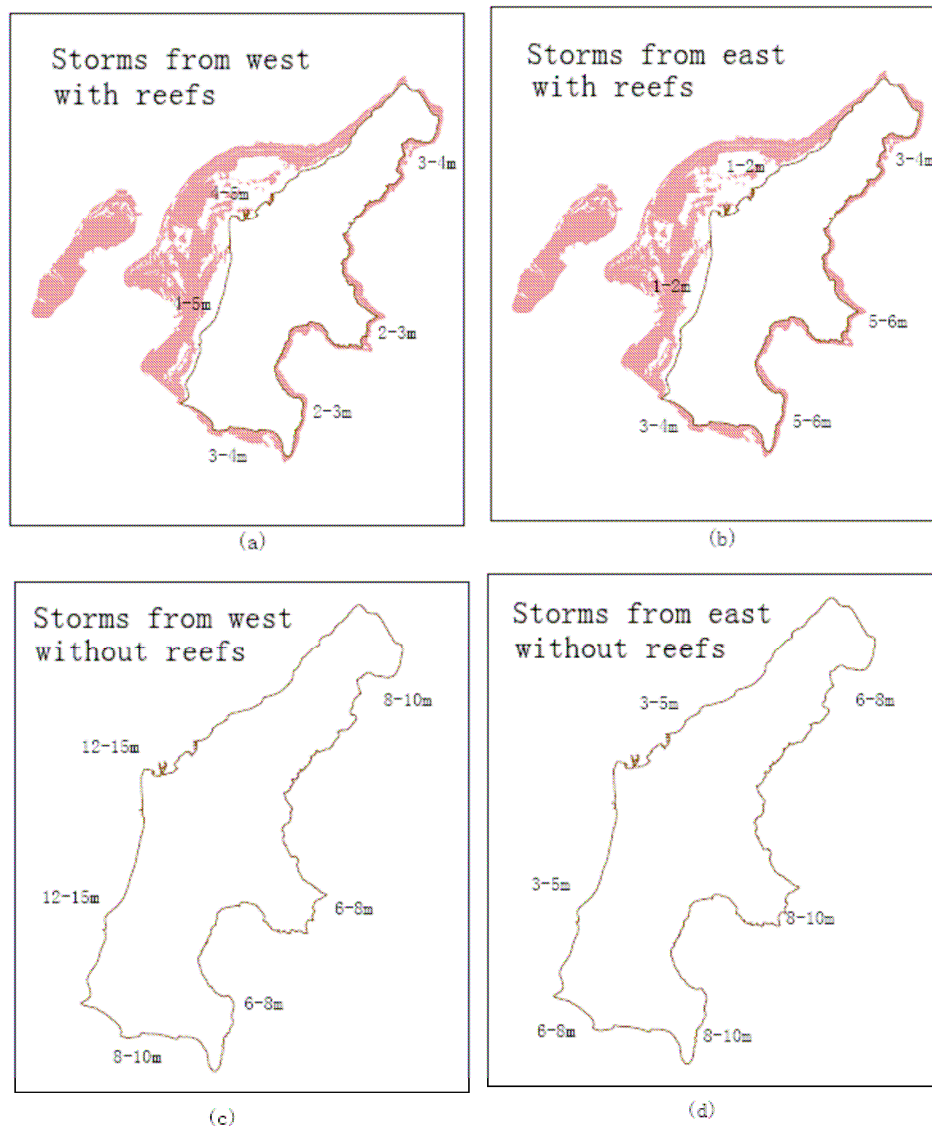 Storms from west
with reefs
3-4m
2-3m
2-3m
3-4m
(a)
Storms from east
with reefs
1-2m
3-4m
1-2m
5-6m
3-4m
5-6m
(b)
Storms from west
without reefs
8-10m
12-15m
12-15m
6-8m
6-8m
8-10m
(c)
Storms from east
without reefs
3-5m
6-8m
3-5m
8-10m
6-8m
8-10m
(d)